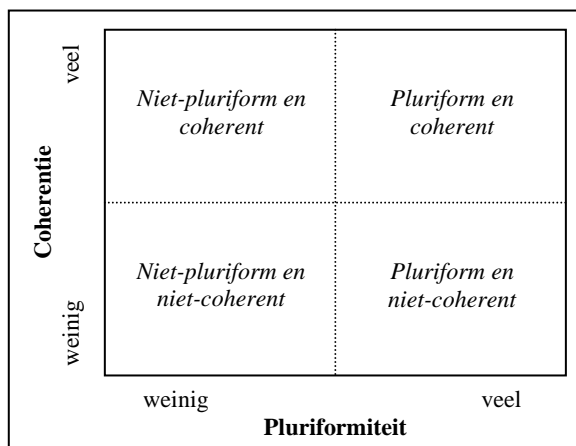 veel
Niet-pluriform en
coherent
Pluriform en
coherent
Coherentie
Niet-pluriform en
niet-coherent
Pluriform en
niet-coherent
weinig
weinig
veel
Pluriformiteit